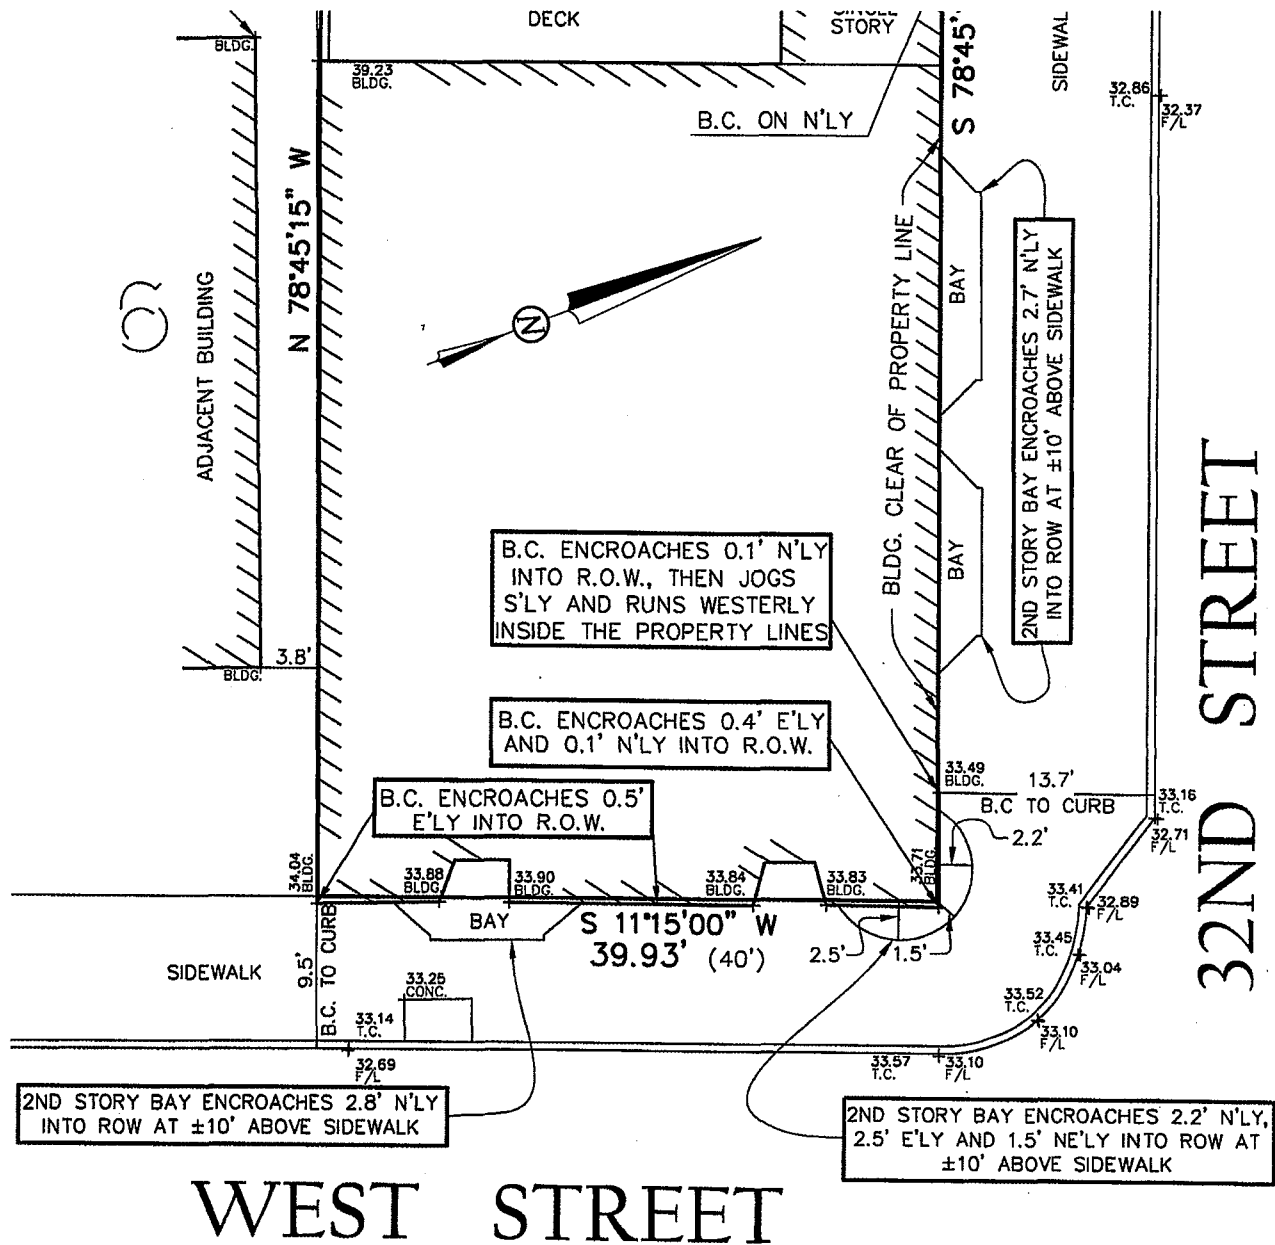 DECK
SINGLE
STORY
BLDG.
39.23
BLDG.
B.C. ON N'LY
S 78°45'
SIDEWAL
32.86
T.C.
32.37
F/L
N 78°45'15" W
ADJACENT BUILDING
N
BLDG. CLEAR OF PROPERTY LINE
BAY
BAY
2ND STORY BAY ENCROACHES 2.7' N'LY
INTO ROW AT ±10' ABOVE SIDEWALK
32ND STREET
B.C. ENCROACHES 0.1' N'LY
INTO R.O.W., THEN JOGS
S'LY AND RUNS WESTERLY
INSIDE THE PROPERTY LINES
3.8'
BLDG.
B.C. ENCROACHES 0.4' E'LY
AND 0.1' N'LY INTO R.O.W.
33.49
BLDG.
13.7'
B.C TO CURB
33.16
T.C.
32.71
F/L
2.2'
B.C. ENCROACHES 0.5'
E'LY INTO R.O.W.
34.04
BLDG.
33.88
BLDG.
33.90
BLDG.
33.84
BLDG.
33.83
BLDG.
33.71
BLDG.
33.41
T.C.
32.89
F/L
BAY
S 11°15'00" W
39.93' (40')
2.5'
1.5'
33.45
T.C.
33.04
F/L
SIDEWALK
9.5'
B.C. TO CURB
33.25
CONC.
33.14
T.C.
32.69
F/L
33.52
T.C.
33.10
F/L
33.57
T.C.
33.10
F/L
2ND STORY BAY ENCROACHES 2.8' N'LY
INTO ROW AT ±10' ABOVE SIDEWALK
2ND STORY BAY ENCROACHES 2.2' N'LY,
2.5' E'LY AND 1.5' NE'LY INTO ROW AT
±10' ABOVE SIDEWALK
WEST STREET